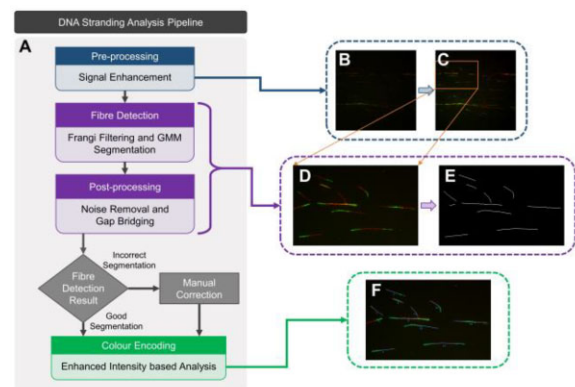 DNA Stranding Analysis Pipeline
A
Pre-processing
Signal Enhancement
Fibre Detection
Frangi Filtering and GMM
Segmentation
Post-processing
Noise Removal and
Gap Bridging
Incorrect
Segmentation
Fibre
Detection
Result
Manual
Correction
Good
Segmentation
Colour Encoding
Enhanced Intensity based Analysis
B
C
D
E
F